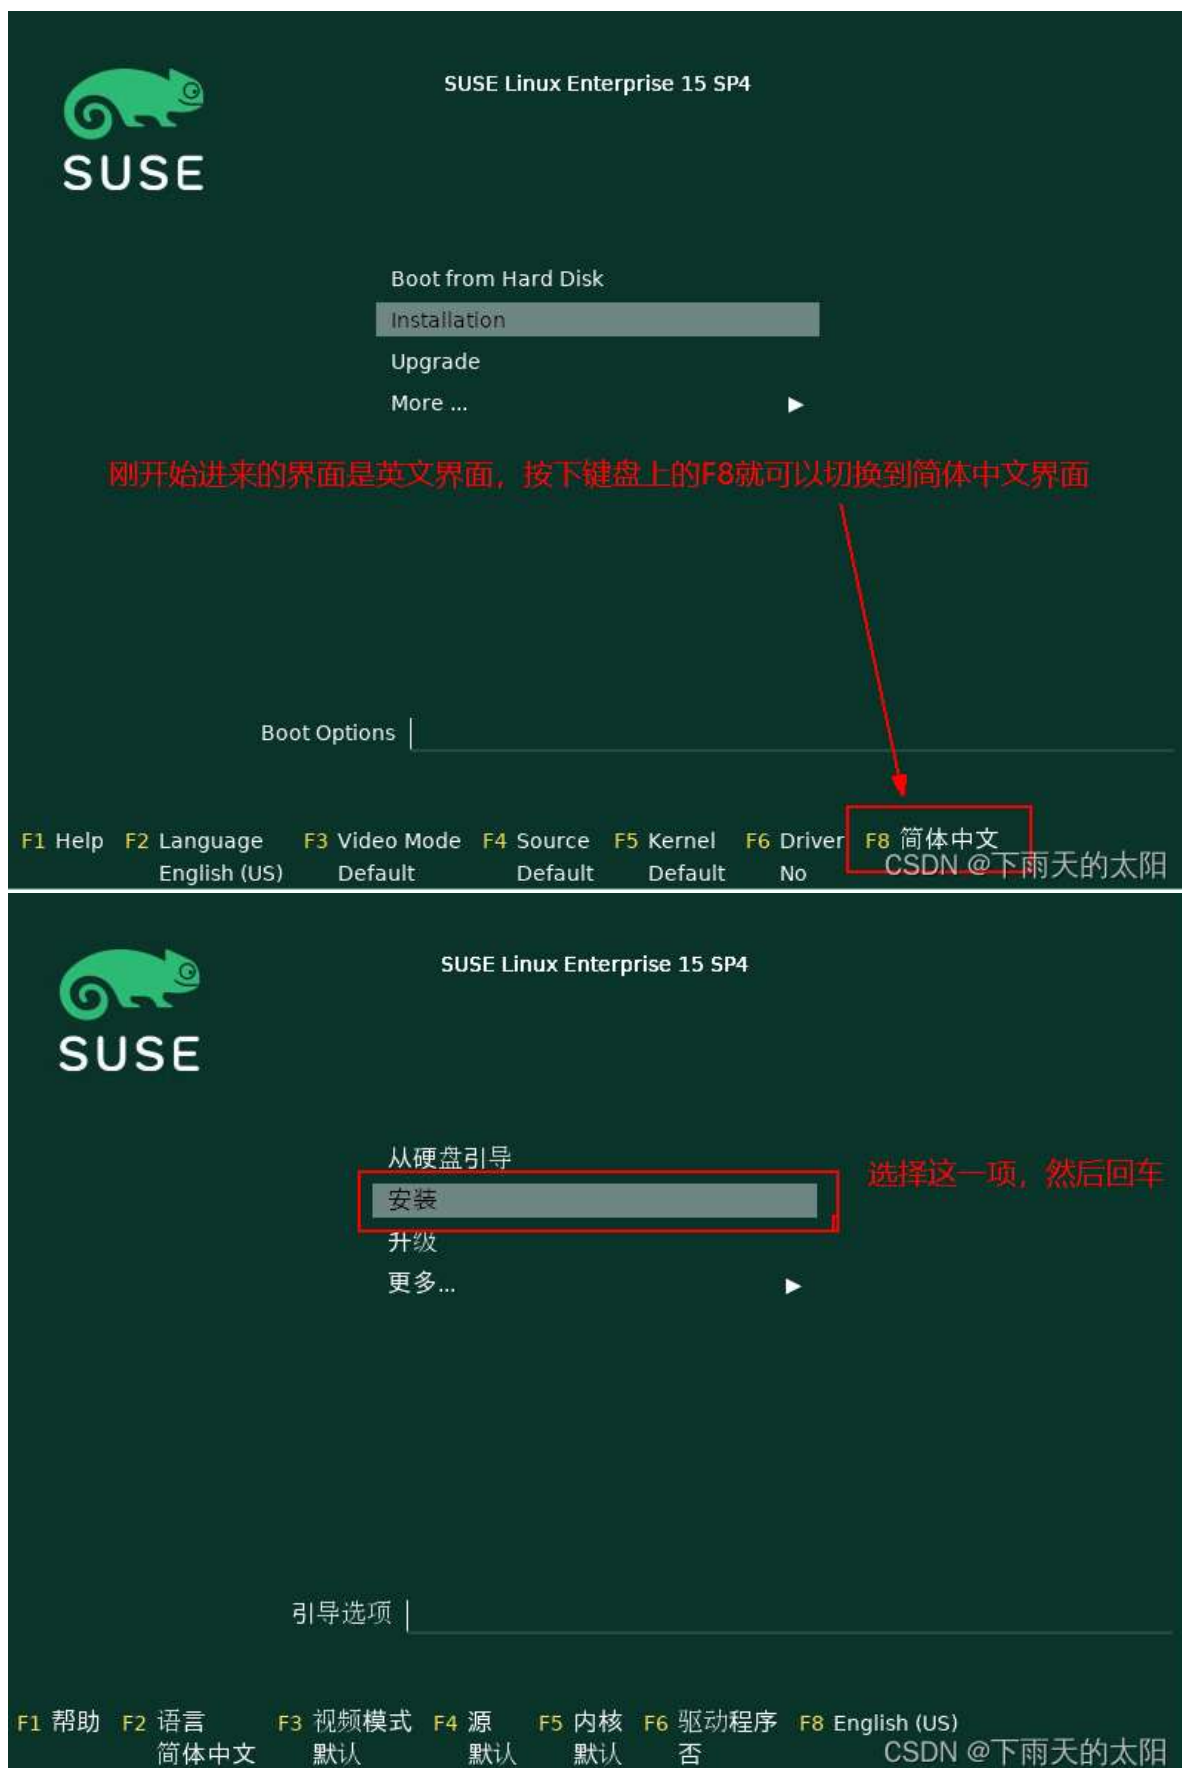 SUSE Linux Enterprise 15 SP4
SUSE
Boot from Hard Disk
Installation
Upgrade
More ...
刚开始进来的界面是英文界面，按下键盘上的F8就可以切换到简体中文界面
Boot Options
F1 Help F2 Language F3 Video Mode F4 Source F5 Kernel F6 Driver F8 简体中文
English (US) Default Default Default No
CSDN @下雨天的太阳
SUSE Linux Enterprise 15 SP4
SUSE
从硬盘引导
安装
选择这一项，然后回车
升级
更多...
引导选项
F1 帮助 F2 语言 F3 视频模式 F4 源 F5 内核 F6 驱动程序 F8 English (US)
简体中文 默认 默认 默认 否
CSDN @下雨天的太阳